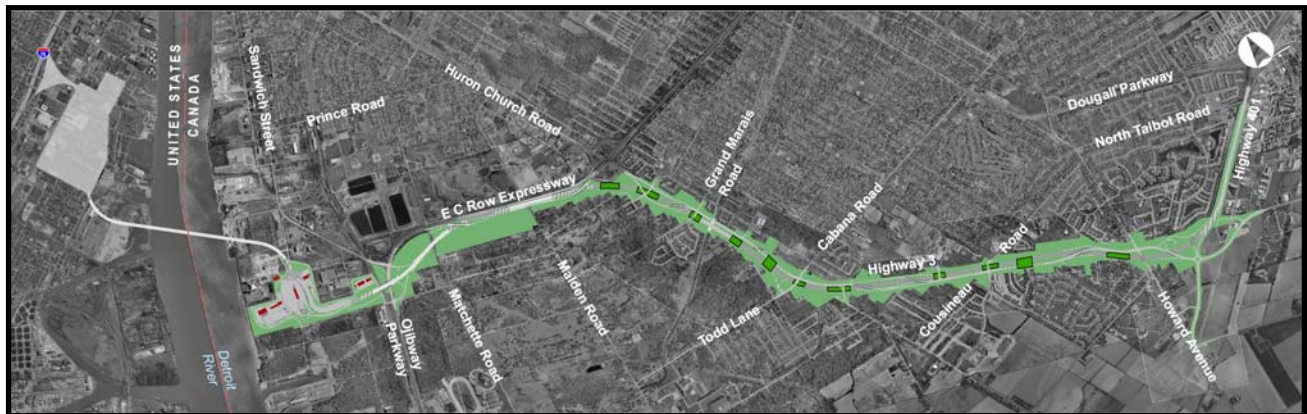 UNITED STATES
CANADA
Sandwich Street
Prince Road
Huron Church Road
E C Row Expressway
Grand Marais
Road
Cabana Road
Highway 3
Dougall Parkway
North Talbot Road
Highway 401
Detroit
River
Ojibway
Parkway
Matchette Road
Malden Road
Todd Lane
Cousineau
Road
Howard Avenue